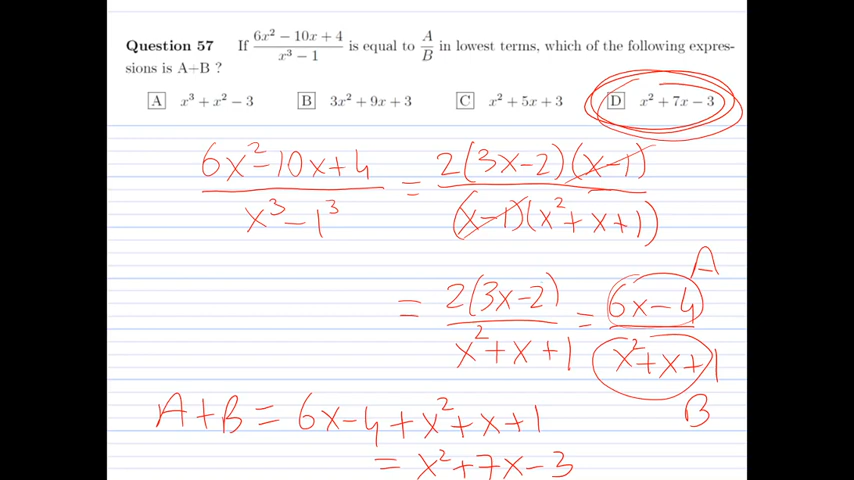 Question 57 If (6x² − 10x + 4)/(x³ − 1) is equal to A/B in lowest terms, which of the following expres-
sions is A+B ?
A x³ + x² − 3 B 3x² + 9x + 3 C x² + 5x + 3 D x² + 7x − 3
(6x² − 10x + 4)/(x³ − 1³) = 2(3x − 2)(x − 1)/((x − 1)(x² + x + 1))
A
= 2(3x − 2)/(x² + x + 1) = (6x − 4)/(x² + x + 1)
B
A + B = 6x − 4 + x² + x + 1
= x² + 7x − 3